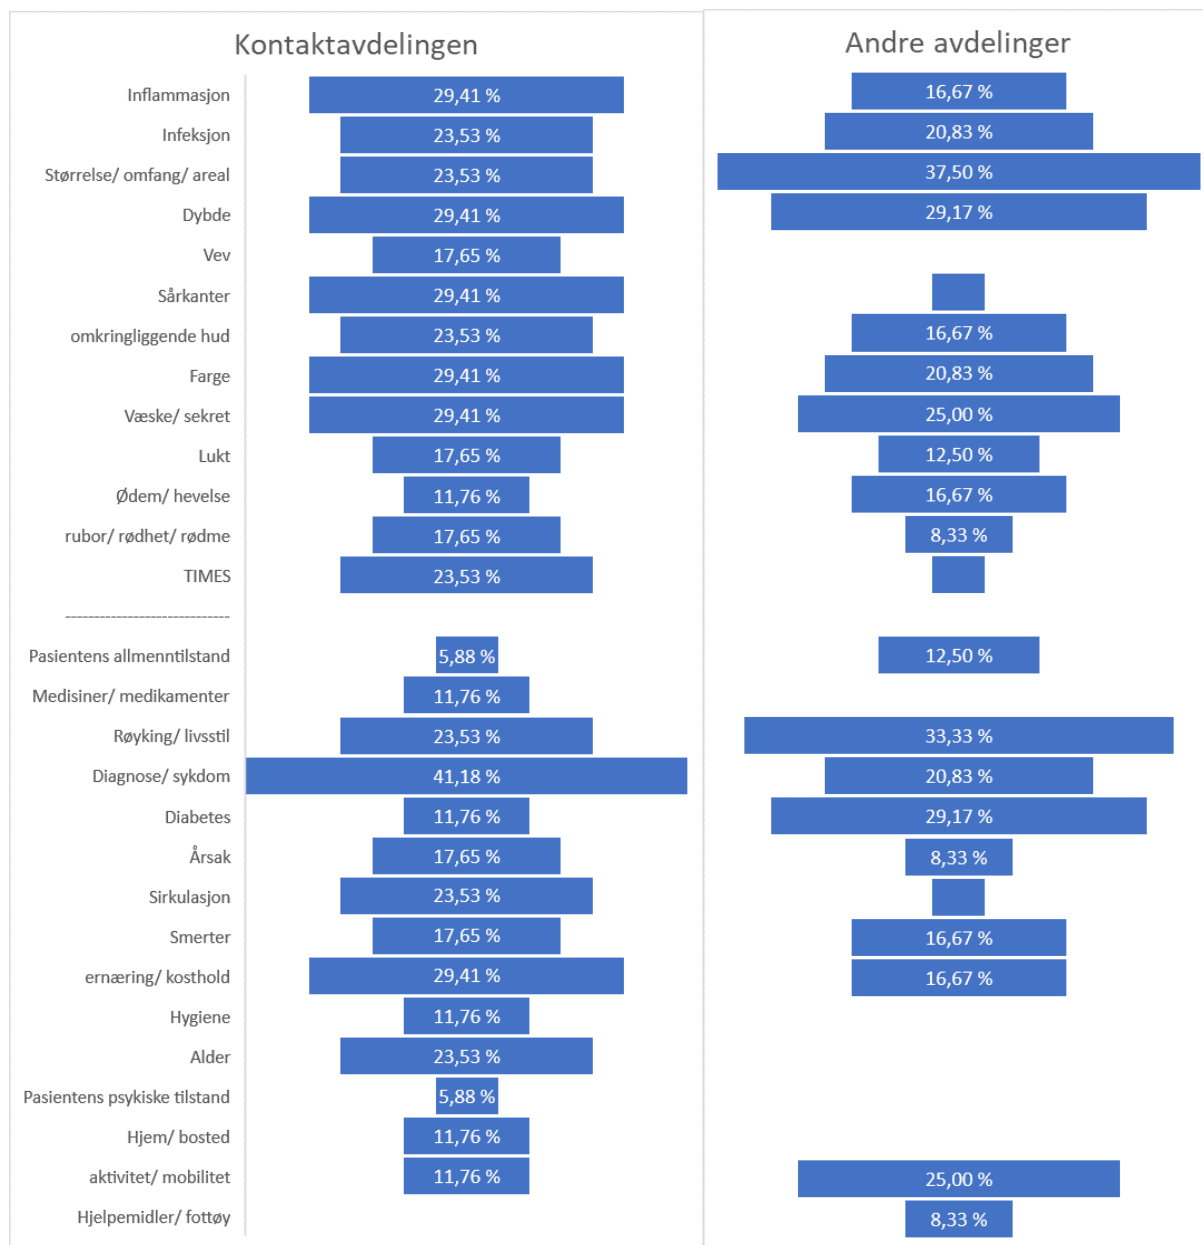 Kontaktavdelingen
Andre avdelinger
Inflammasjon 29,41 % 16,67 %
Infeksjon 23,53 % 20,83 %
Størrelse/ omfang/ areal 23,53 % 37,50 %
Dybde 29,41 % 29,17 %
Vev 17,65 %
Sårkanter 29,41 %
omkringliggende hud 23,53 % 16,67 %
Farge 29,41 % 20,83 %
Væske/ sekret 29,41 % 25,00 %
Lukt 17,65 % 12,50 %
Ødem/ hevelse 11,76 % 16,67 %
rubor/ rødhet/ rødme 17,65 % 8,33 %
TIMES 23,53 %
-----------------------------
Pasientens allmenntilstand 5,88 % 12,50 %
Medisiner/ medikamenter 11,76 %
Røyking/ livsstil 23,53 % 33,33 %
Diagnose/ sykdom 41,18 % 20,83 %
Diabetes 11,76 % 29,17 %
Årsak 17,65 % 8,33 %
Sirkulasjon 23,53 %
Smerter 17,65 % 16,67 %
ernæring/ kosthold 29,41 % 16,67 %
Hygiene 11,76 %
Alder 23,53 %
Pasientens psykiske tilstand 5,88 %
Hjem/ bosted 11,76 %
aktivitet/ mobilitet 11,76 % 25,00 %
Hjelpemidler/ fottøy 8,33 %